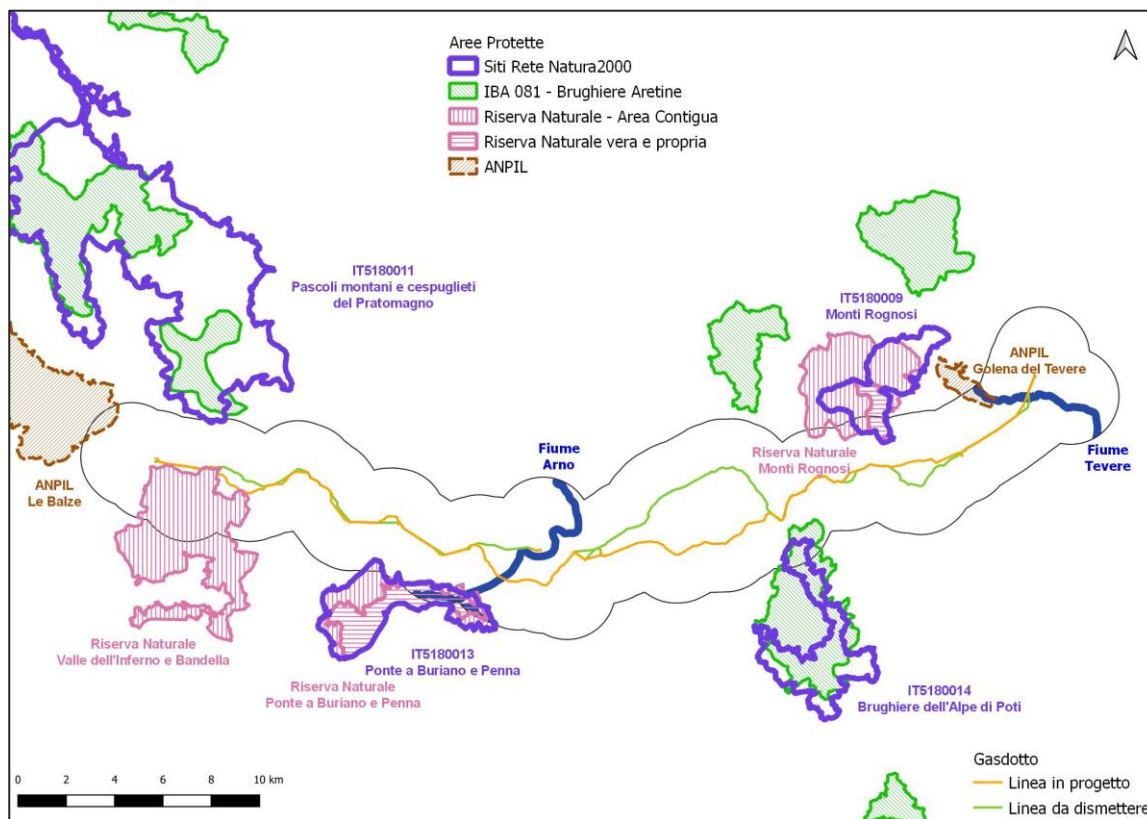 Aree Protette
Siti Rete Natura2000
IBA 081 - Brughiere Aretine
Riserva Naturale - Area Contigua
Riserva Naturale vera e propria
ANPIL
IT5180011
Pascoli montani e cespuglieti
del Pratomagno
IT5180009
Monti Rognosi
ANPIL
Golena del Tevere
Riserva Naturale
Monti Rognosi
Fiume
Tevere
Fiume
Arno
ANPIL
Le Balze
Riserva Naturale
Valle dell'Inferno e Bandella
IT5180013
Ponte a Buriano e Penna
Riserva Naturale
Ponte a Buriano e Penna
IT5180014
Brughiere dell'Alpe di Poti
0 2 4 6 8 10 km
Gasdotto
Linea in progetto
Linea da dismettere